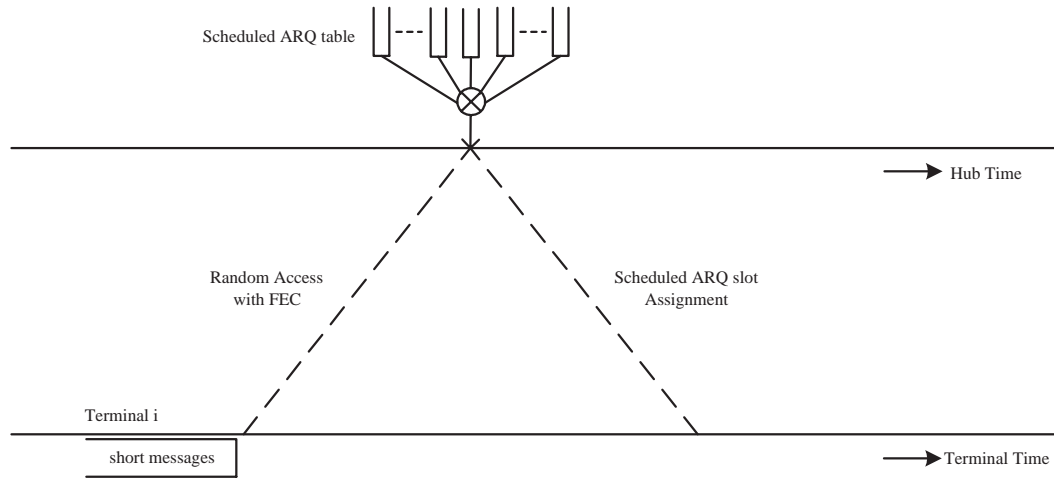 Scheduled ARQ table
Hub Time
Random Access
with FEC
Scheduled ARQ slot
Assignment
Terminal i
short messages
Terminal Time